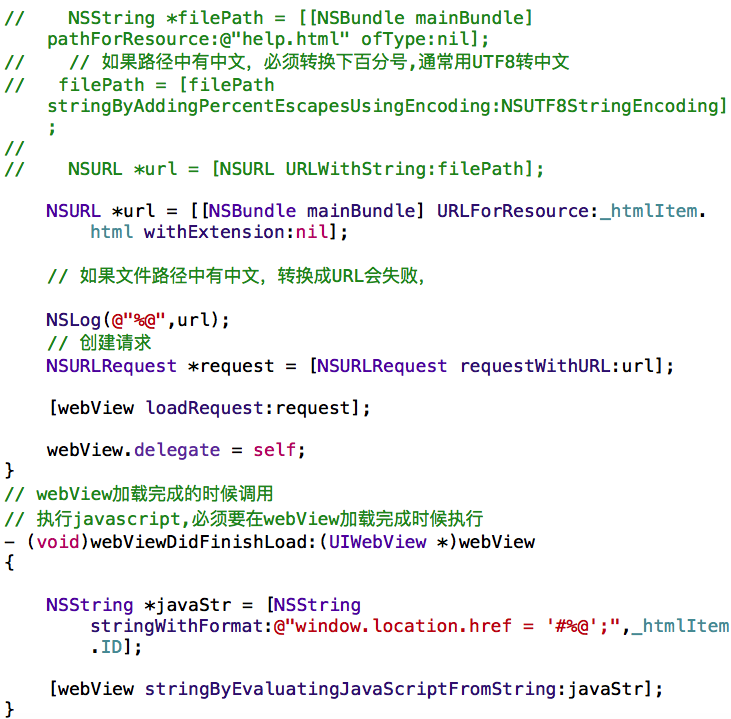 //    NSString *filePath = [[NSBundle mainBundle]
pathForResource:@"help.html" ofType:nil];
//    // 如果路径中有中文，必须转换下百分号,通常用UTF8转中文
//   filePath = [filePath
stringByAddingPercentEscapesUsingEncoding:NSUTF8StringEncoding]
;
//
//    NSURL *url = [NSURL URLWithString:filePath];
NSURL *url = [[NSBundle mainBundle] URLForResource:_htmlItem.
html withExtension:nil];
// 如果文件路径中有中文，转换成URL会失败，
NSLog(@"%@",url);
// 创建请求
NSURLRequest *request = [NSURLRequest requestWithURL:url];
[webView loadRequest:request];
webView.delegate = self;
}
// webView加载完成的时候调用
// 执行javascript,必须要在webView加载完成时候执行
- (void)webViewDidFinishLoad:(UIWebView *)webView
{
NSString *javaStr = [NSString
stringWithFormat:@"window.location.href = '#%@';",_htmlItem
.ID];
[webView stringByEvaluatingJavaScriptFromString:javaStr];
}